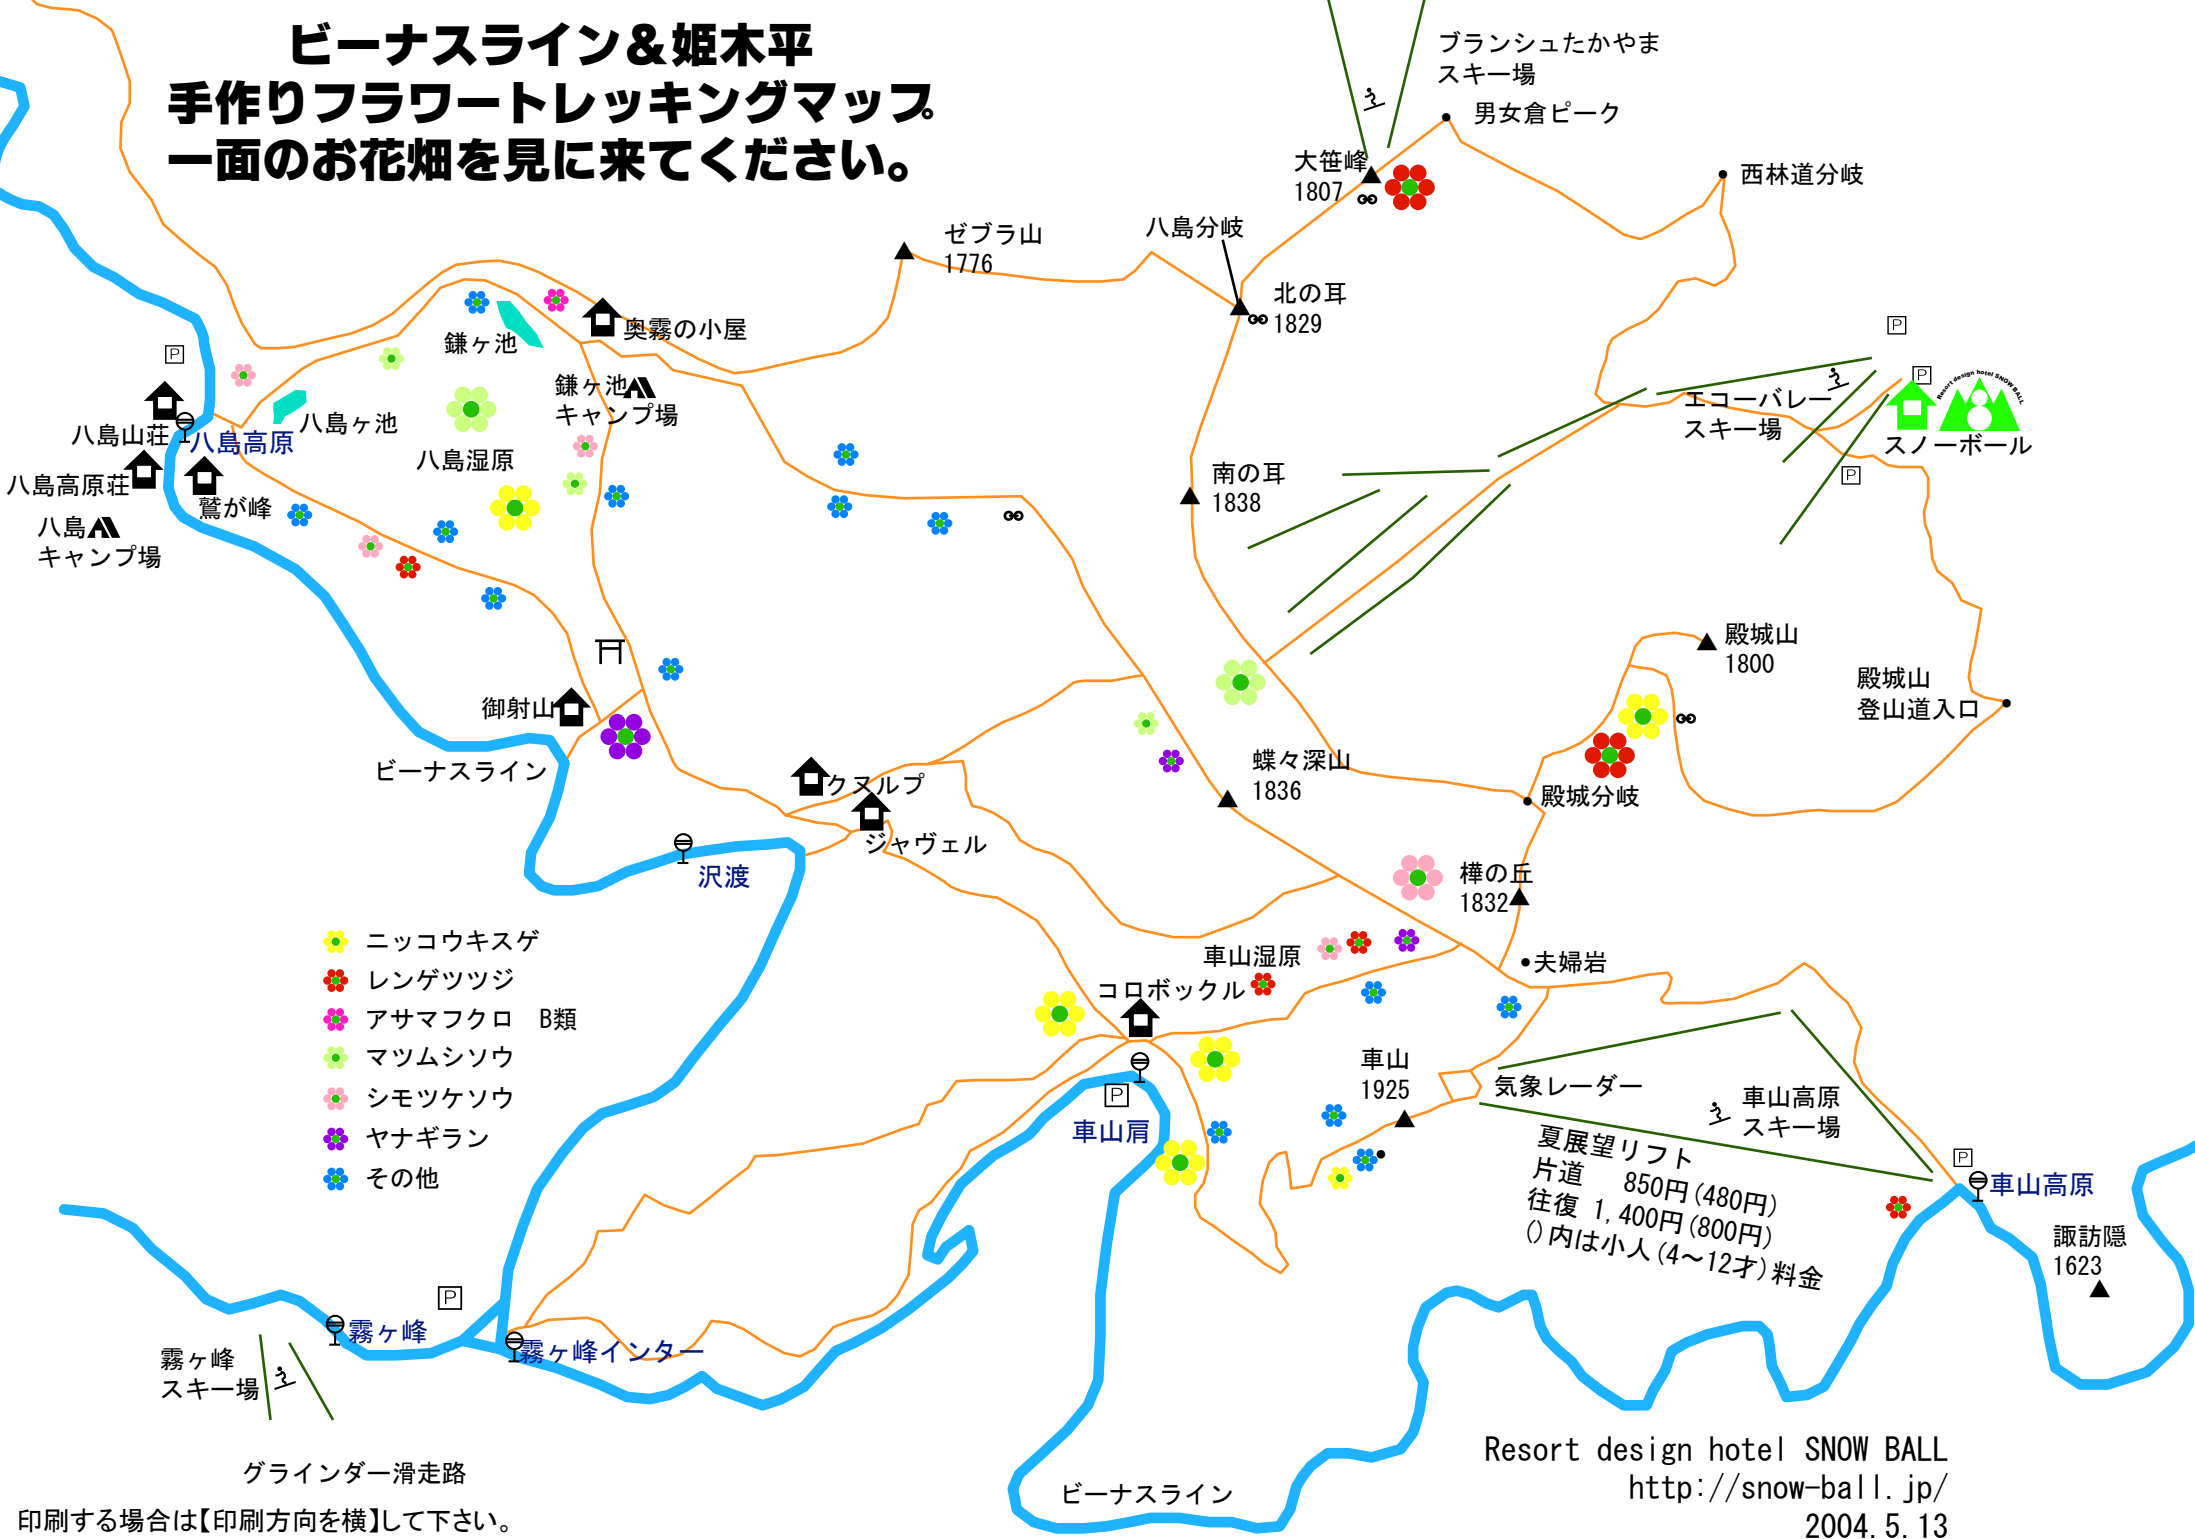 ビーナスライン&姫木平
手作りフラワートレッキングマップ。
一面のお花畑を見に来てください。
ブランシュたかやま
スキー場
男女倉ピーク
大笹峰
1807
西林道分岐
八島分岐
ゼブラ山
1776
北の耳
1829
奥霧の小屋
鎌ヶ池
鎌ヶ池
キャンプ場
P
P
P
Resort design hotel SNOW BALL
スノーボール
エコーバレー
スキー場
P
八島ヶ池
八島山荘
八島高原
八島湿原
八島高原荘
鷲が峰
八島
キャンプ場
南の耳
1838
殿城山
1800
殿城山
登山道入口
御射山
ビーナスライン
クヌルプ
ジャヴェル
蝶々深山
1836
殿城分岐
沢渡
樺の丘
1832
ニッコウキスゲ
レンゲツツジ
アサマフクロ B類
マツムシソウ
シモツケソウ
ヤナギラン
その他
車山湿原
コロボックル
夫婦岩
車山
1925
気象レーダー
P
車山肩
車山高原
スキー場
夏展望リフト
片道 850円(480円)
往復 1,400円(800円)
()内は小人(4～12才)料金
P
車山高原
諏訪隠
1623
P
霧ヶ峰
霧ヶ峰インター
霧ヶ峰
スキー場
グラインダー滑走路
ビーナスライン
印刷する場合は【印刷方向を横】して下さい。
Resort design hotel SNOW BALL
http://snow-ball.jp/
2004.5.13